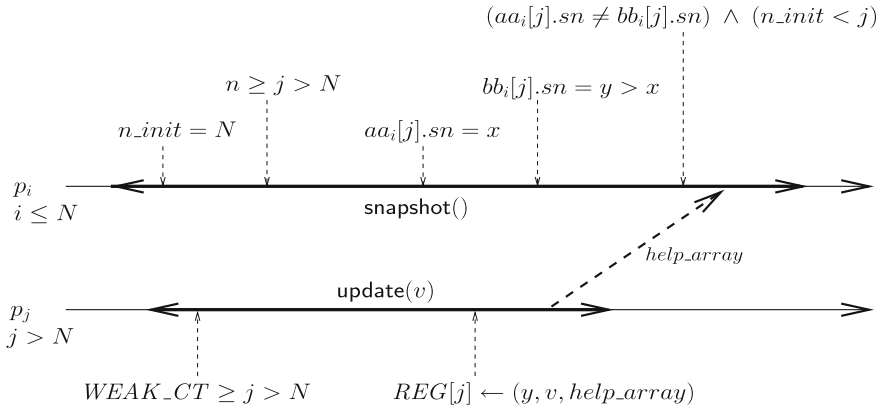 (aa_i[j].sn ≠ bb_i[j].sn) ∧ (n_init < j)
n ≥ j > N
bb_i[j].sn = y > x
n_init = N
aa_i[j].sn = x
p_i
i ≤ N
snapshot()
help_array
update(v)
p_j
j > N
WEAK_CT ≥ j > N
REG[j] ← (y, v, help_array)